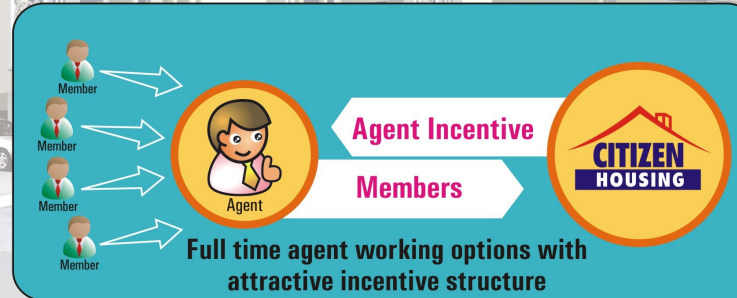 Member
Member
Member
Member
Agent
Agent Incentive
Members
CITIZEN
HOUSING
Full time agent working options with
attractive incentive structure